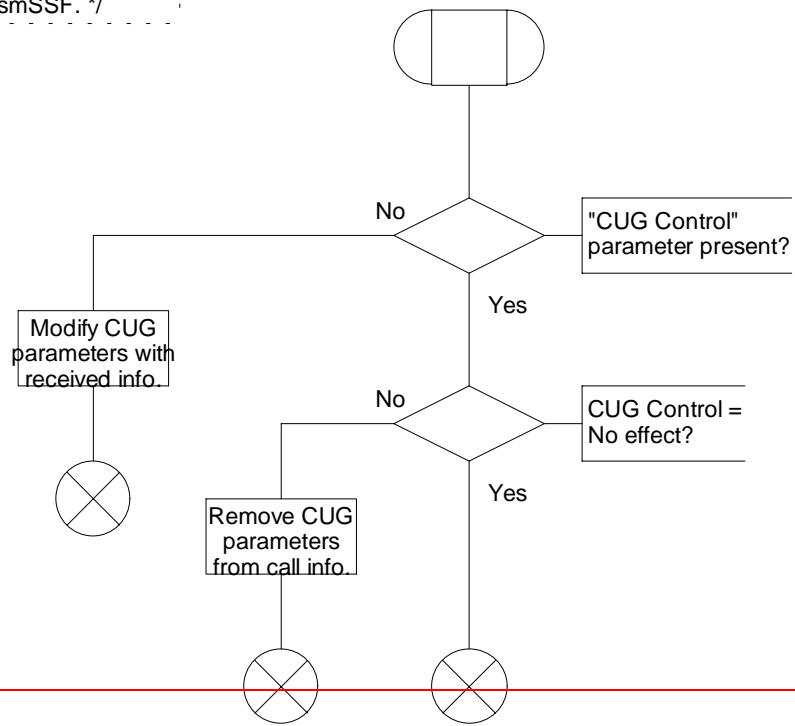 smSSF. */
No
"CUG Control"
parameter present?
Yes
Modify CUG
parameters with
received info.
No
CUG Control =
No effect?
Yes
Remove CUG
parameters
from call info.